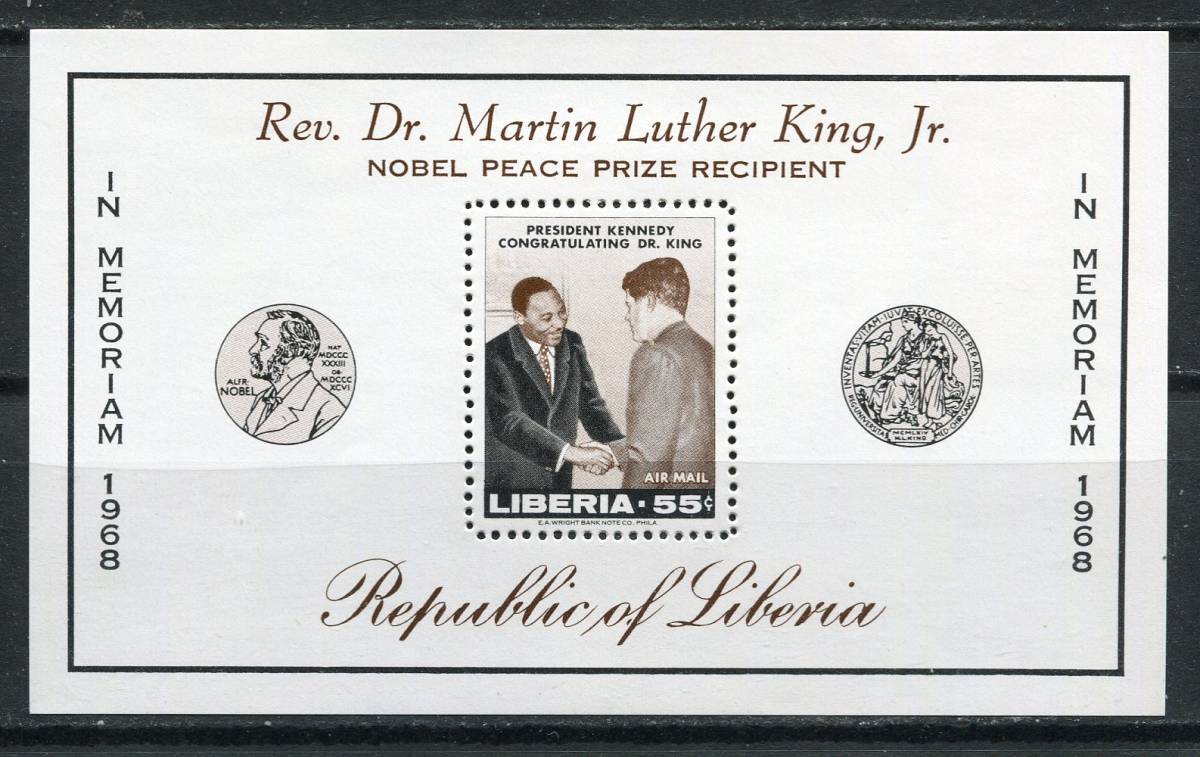 Rev. Dr. Martin Luther King, Jr.
NOBEL PEACE PRIZE RECIPIENT
IN MEMORIAM 1968
PRESIDENT KENNEDY
CONGRATULATING DR. KING
AIR MAIL
LIBERIA · 55¢
E.A. WRIGHT BANK NOTE CO. PHILA.
ALFR·
NOBEL
NAT·
MDCCC
XXXIII
OB·
MDCCC
XCVI
INVENTAS·VITAM·IUVAT·EXCOLUISSE·PER·ARTES
MCMLXIV
M.L.KING
IN MEMORIAM 1968
Republic of Liberia